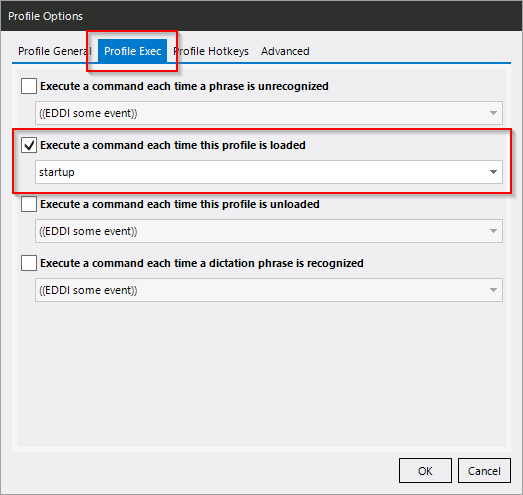 Profile Options
Profile General Profile Exec Profile Hotkeys Advanced
Execute a command each time a phrase is unrecognized
((EDDI some event))
Execute a command each time this profile is loaded
startup
Execute a command each time this profile is unloaded
((EDDI some event))
Execute a command each time a dictation phrase is recognized
((EDDI some event))
OK Cancel